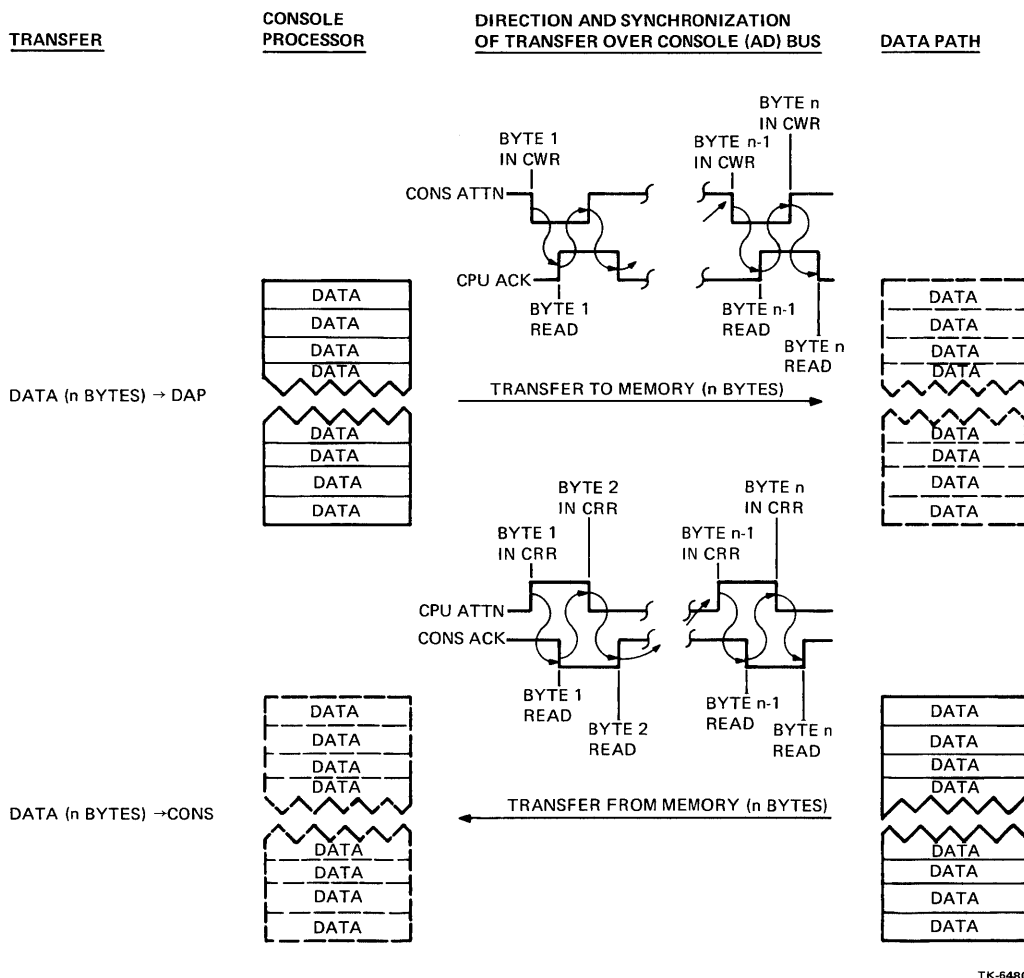 TRANSFER
CONSOLE
PROCESSOR
DIRECTION AND SYNCHRONIZATION
OF TRANSFER OVER CONSOLE (AD) BUS
DATA PATH
BYTE n
IN CWR
BYTE 1
IN CWR
BYTE n-1
IN CWR
CONS ATTN
CPU ACK
BYTE 1
READ
BYTE n-1
READ
BYTE n
READ
DATA
DATA
DATA
DATA
DATA
DATA
DATA
DATA
DATA (n BYTES) → DAP
TRANSFER TO MEMORY (n BYTES)
DATA
DATA
DATA
DATA
DATA
DATA
DATA
DATA
BYTE 2
IN CRR
BYTE n
IN CRR
BYTE 1
IN CRR
BYTE n-1
IN CRR
CPU ATTN
CONS ACK
BYTE 1
READ
BYTE 2
READ
BYTE n-1
READ
BYTE n
READ
DATA
DATA
DATA
DATA
DATA
DATA
DATA
DATA
DATA (n BYTES) →CONS
TRANSFER FROM MEMORY (n BYTES)
DATA
DATA
DATA
DATA
DATA
DATA
DATA
DATA
TK-6480